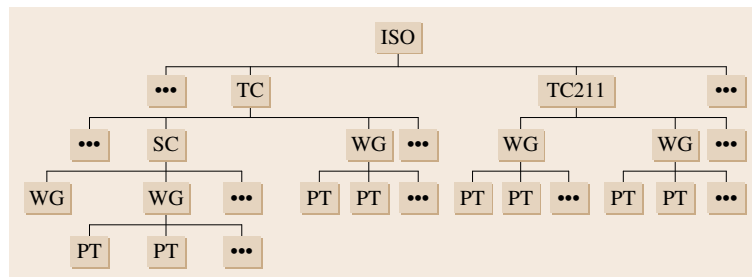 ISO
••• TC TC211 •••
••• SC WG ••• WG WG •••
WG WG ••• PT PT ••• PT PT ••• PT PT •••
PT PT •••